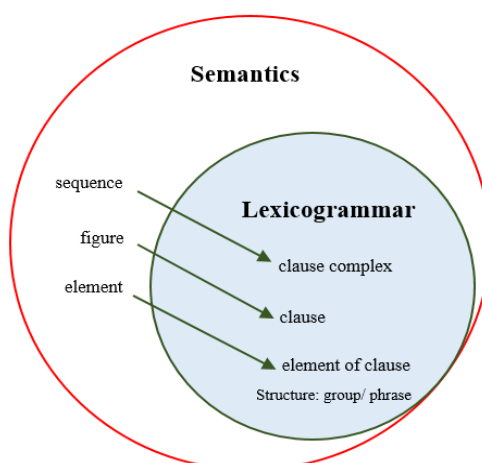 Semantics
sequence
Lexicogrammar
figure
clause complex
element
clause
element of clause
Structure: group/ phrase